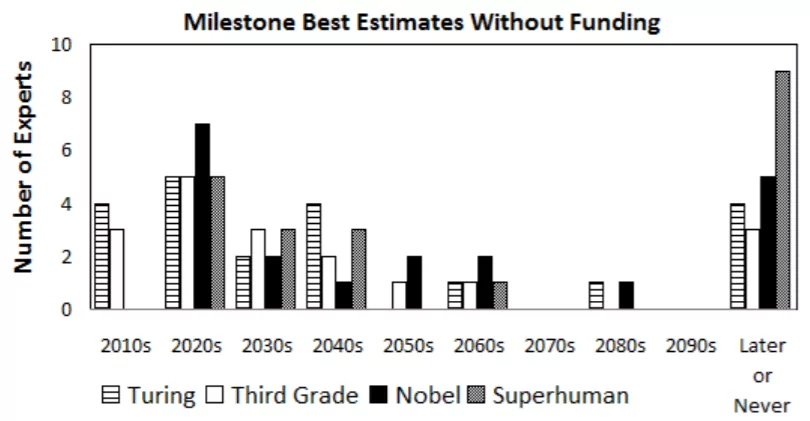 Milestone Best Estimates Without Funding
Number of Experts
10
8
6
4
2
0
2010s 2020s 2030s 2040s 2050s 2060s 2070s 2080s 2090s Later
or
Never
Turing Third Grade Nobel Superhuman